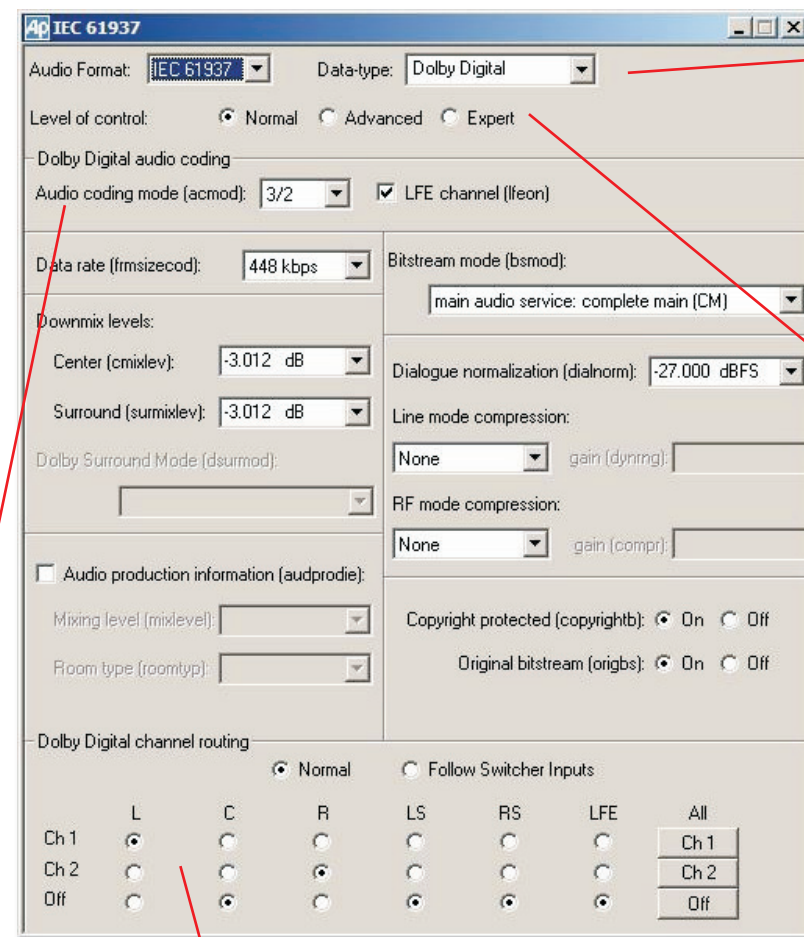 Ap IEC 61937
Audio Format: IEC 61937 Data-type: Dolby Digital
Level of control: Normal Advanced Expert
Dolby Digital audio coding
Audio coding mode (acmod): 3/2 LFE channel (lfeon)
Data rate (frmsizecod): 448 kbps
Bitstream mode (bsmod):
main audio service: complete main (CM)
Downmix levels:
Center (cmixlev): -3.012 dB
Surround (surmixlev): -3.012 dB
Dolby Surround Mode (dsurmod):
Dialogue normalization (dialnorm): -27.000 dBFS
Line mode compression:
None gain (dynrng):
RF mode compression:
None gain (compr):
Audio production information (audprodie):
Mixing level (mixlevel):
Room type (roomtyp):
Copyright protected (copyrightb): On Off
Original bitstream (origbs): On Off
Dolby Digital channel routing
Normal Follow Switcher Inputs
L C R LS RS LFE All
Ch 1 Ch 1
Ch 2 Ch 2
Off Off